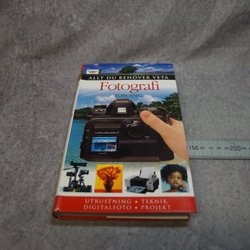 ALLT DU BEHÖVER VETA
Fotografi
TOM ANG
UTRUSTNING • TEKNIK
DIGITALFOTO • PROJEKT
150
200